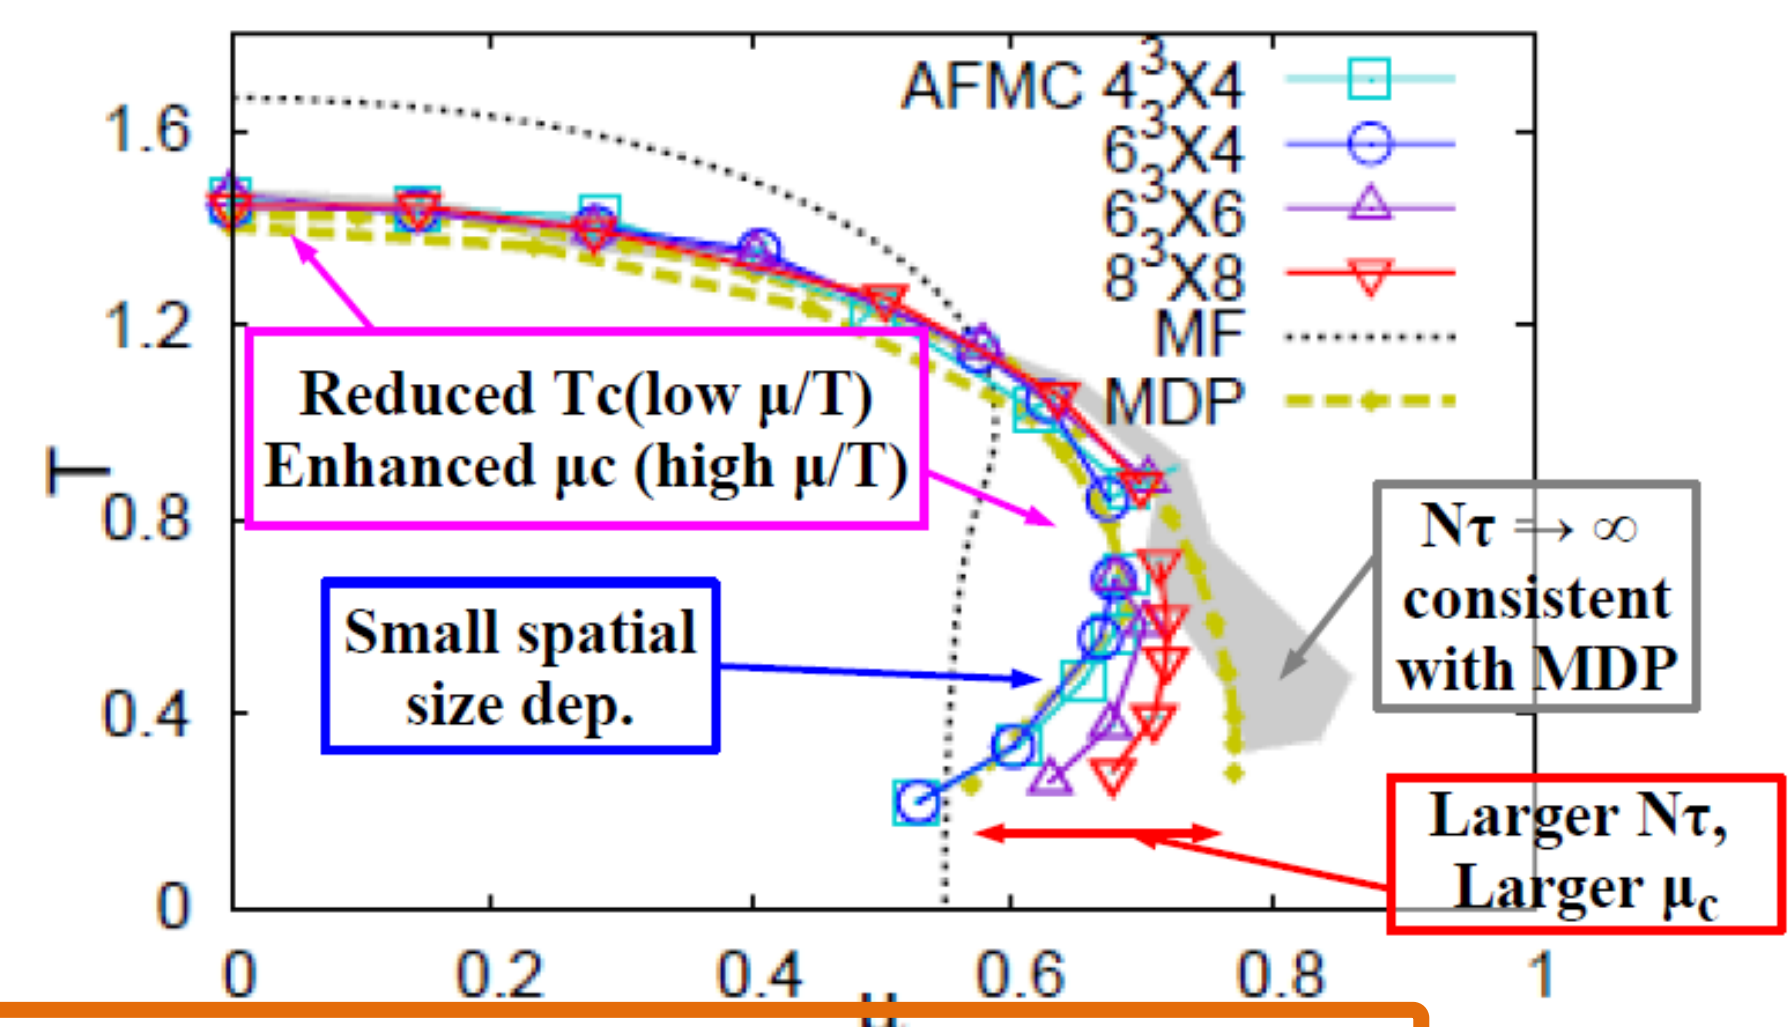 AFMC 4³X4
6³X4
6³X6
8³X8
MF
MDP
T
1.6
1.2
0.8
0.4
0
Reduced Tc(low μ/T)
Enhanced μc (high μ/T)
Small spatial
size dep.
Nτ → ∞
consistent
with MDP
Larger Nτ,
Larger μc
0 0.2 0.4 0.6 0.8 1
μ